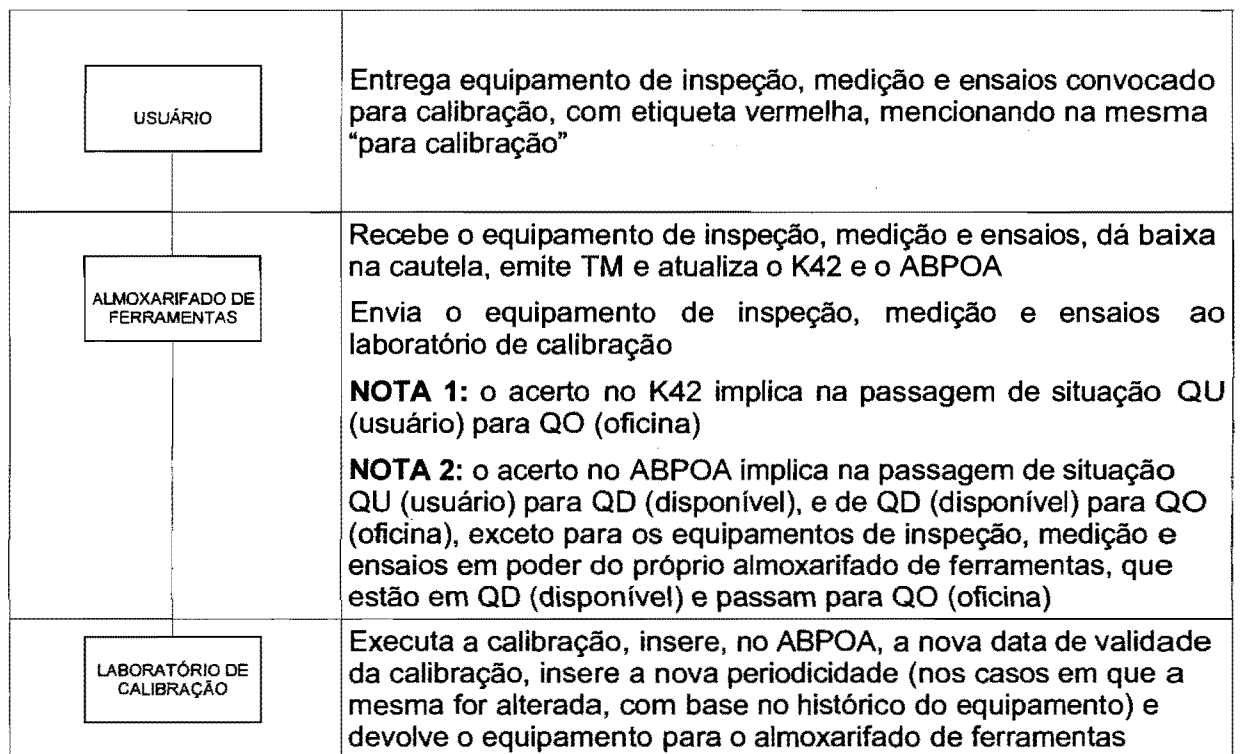 USUÁRIO
Entrega equipamento de inspeção, medição e ensaios convocado
para calibração, com etiqueta vermelha, mencionando na mesma
“para calibração”
ALMOXARIFADO DE
FERRAMENTAS
Recebe o equipamento de inspeção, medição e ensaios, dá baixa
na cautela, emite TM e atualiza o K42 e o ABPOA
Envia o equipamento de inspeção, medição e ensaios ao
laboratório de calibração
NOTA 1: o acerto no K42 implica na passagem de situação QU
(usuário) para QO (oficina)
NOTA 2: o acerto no ABPOA implica na passagem de situação
QU (usuário) para QD (disponível), e de QD (disponível) para QO
(oficina), exceto para os equipamentos de inspeção, medição e
ensaios em poder do próprio almoxarifado de ferramentas, que
estão em QD (disponível) e passam para QO (oficina)
LABORATÓRIO DE
CALIBRAÇÃO
Executa a calibração, insere, no ABPOA, a nova data de validade
da calibração, insere a nova periodicidade (nos casos em que a
mesma for alterada, com base no histórico do equipamento) e
devolve o equipamento para o almoxarifado de ferramentas